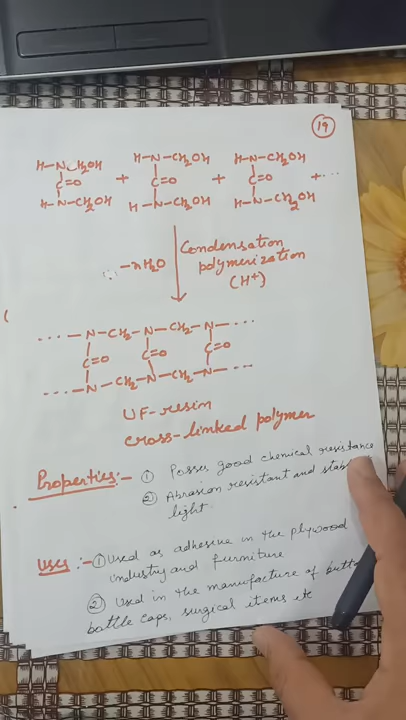 19
H-N-CH2OH H-N-CH2OH H-N-CH2OH
C=O + C=O + C=O + ...
H-N-CH2OH H-N-CH2OH H-N-CH2OH
-nH2O Condensation
polymerization
(H+)
... -N-CH2-N-CH2-N- ...
C=O C=O C=O
... -N-CH2-N-CH2-N- ...
UF-resin
cross-linked polymer
Properties:- ① Posses good chemical resistance
② Abrasion resistant and
light.
Uses:- ① Used as adhesive in the plywood
industry and furniture
② Used in the manufacture of
bottle caps, surgical items etc